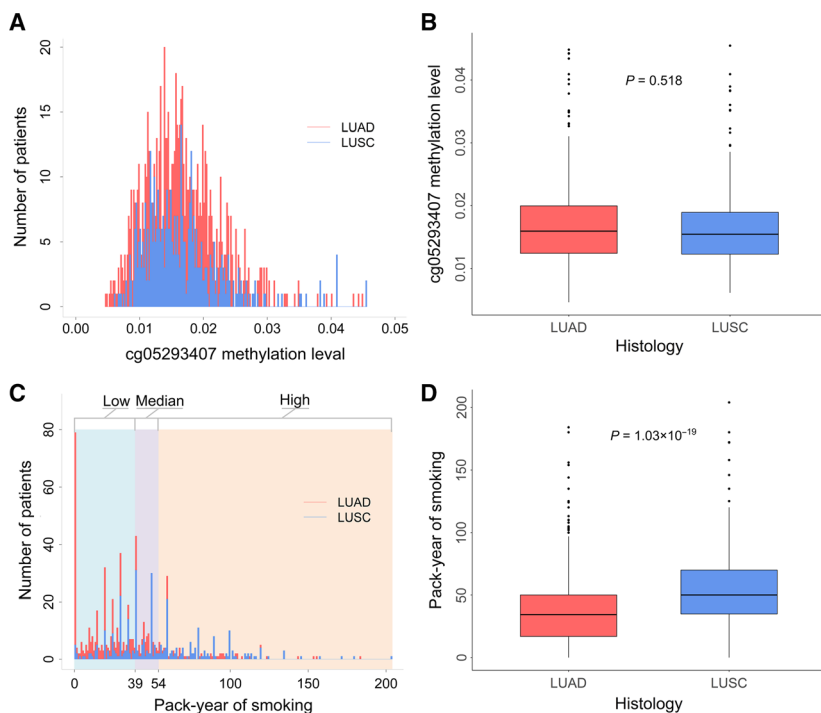 A
20
15
10
5
0
Number of patients
LUAD
LUSC
0.00 0.01 0.02 0.03 0.04 0.05
cg05293407 methylation leval
B
cg05293407 methylation level
0.04
0.03
0.02
0.01
P = 0.518
LUAD LUSC
Histology
C
Low Median High
80
60
40
20
0
Number of patients
LUAD
LUSC
0 39 54 100 150 200
Pack-year of smoking
D
Pack-year of smoking
200
150
100
50
0
P = 1.03×10−19
LUAD LUSC
Histology